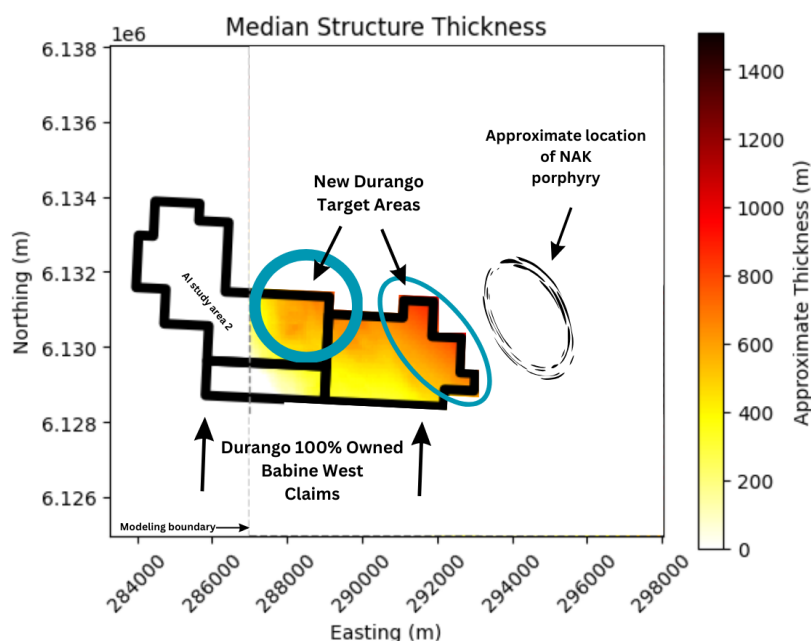 Median Structure Thickness
1e6
6.138
6.136
6.134
6.132
6.130
6.128
6.126
Northing (m)
Approximate location
of NAK
porphyry
New Durango
Target Areas
AI study area 2
Durango 100% Owned
Babine West
Claims
Modeling boundary
284000
286000
288000
290000
292000
294000
296000
298000
Easting (m)
1400
1200
1000
800
600
400
200
0
Approximate Thickness (m)